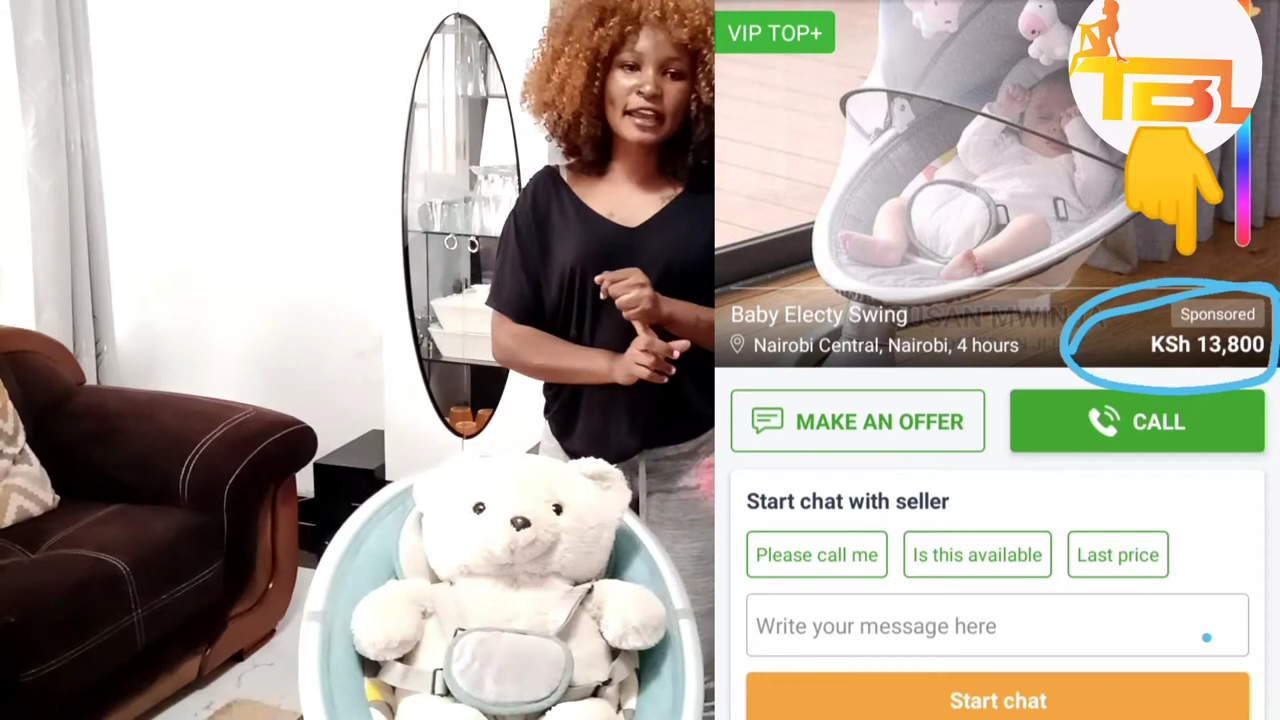 VIP TOP+
TBL
Baby Electy Swing
Sponsored
Nairobi Central, Nairobi, 4 hours
KSh 13,800
MAKE AN OFFER
CALL
Start chat with seller
Please call me
Is this available
Last price
Write your message here
Start chat